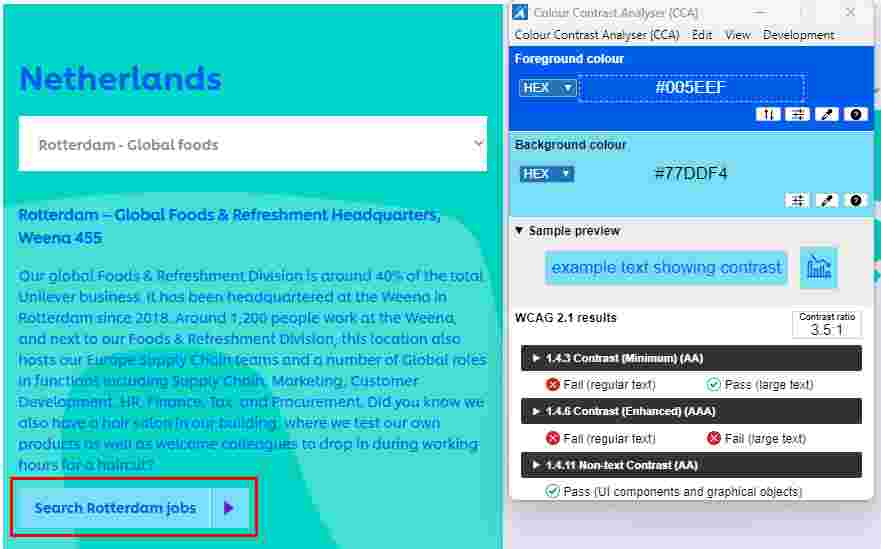 Netherlands
Rotterdam - Global foods
Rotterdam – Global Foods & Refreshment Headquarters,
Weena 455
Our global Foods & Refreshment Division is around 40% of the total
Unilever business. It has been headquartered at the Weena in
Rotterdam since 2018. Around 1,200 people work at the Weena,
and next to our Foods & Refreshment Division, this location also
hosts our Europe Supply Chain teams and a number of Global roles
in functions including Supply Chain, Marketing, Customer
Development, HR, Finance, Tax, and Procurement. Did you know we
also have a hair salon in our building, where we test our own
products as well as welcome colleagues to drop in during working
hours for a haircut?
Search Rotterdam jobs
Colour Contrast Analyser (CCA)
Colour Contrast Analyser (CCA) Edit View Development
Foreground colour
HEX #005EEF
Background colour
HEX #77DDF4
Sample preview
example text showing contrast
WCAG 2.1 results
Contrast ratio
3.5:1
1.4.3 Contrast (Minimum) (AA)
Fail (regular text) Pass (large text)
1.4.6 Contrast (Enhanced) (AAA)
Fail (regular text) Fail (large text)
1.4.11 Non-text Contrast (AA)
Pass (UI components and graphical objects)